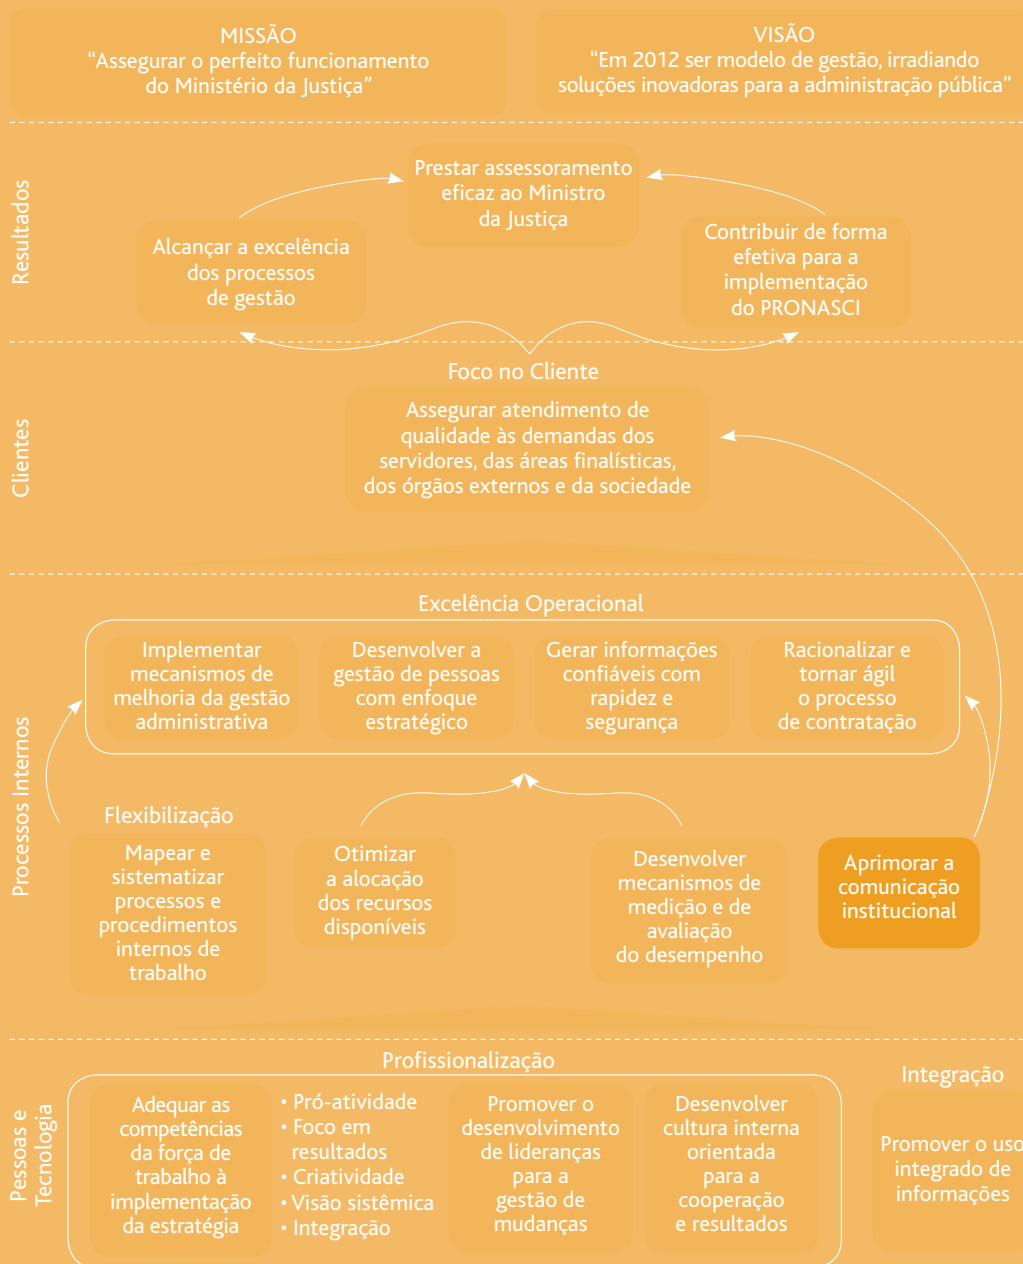 MISSÃO
“Assegurar o perfeito funcionamento
do Ministério da Justiça”
VISÃO
“Em 2012 ser modelo de gestão, irradiando
soluções inovadoras para a administração pública”
Resultados
Prestar assessoramento
eficaz ao Ministro
da Justiça
Alcançar a excelência
dos processos
de gestão
Contribuir de forma
efetiva para a
implementação
do PRONASCI
Clientes
Foco no Cliente
Assegurar atendimento de
qualidade às demandas dos
servidores, das áreas finalísticas,
dos órgãos externos e da sociedade
Processos Internos
Excelência Operacional
Implementar
mecanismos de
melhoria da gestão
administrativa
Desenvolver a
gestão de pessoas
com enfoque
estratégico
Gerar informações
confiáveis com
rapidez e
segurança
Racionalizar e
tornar ágil
o processo
de contratação
Flexibilização
Mapear e
sistematizar
processos e
procedimentos
internos de
trabalho
Otimizar
a alocação
dos recursos
disponíveis
Desenvolver
mecanismos de
medição e de
avaliação
do desempenho
Aprimorar a
comunicação
institucional
Pessoas e
Tecnologia
Profissionalização
Adequar as
competências
da força de
trabalho à
implementação
da estratégia
• Pró-atividade
• Foco em
resultados
• Criatividade
• Visão sistêmica
• Integração
Promover o
desenvolvimento
de lideranças
para a
gestão de
mudanças
Desenvolver
cultura interna
orientada
para a
cooperação
e resultados
Integração
Promover o uso
integrado de
informações